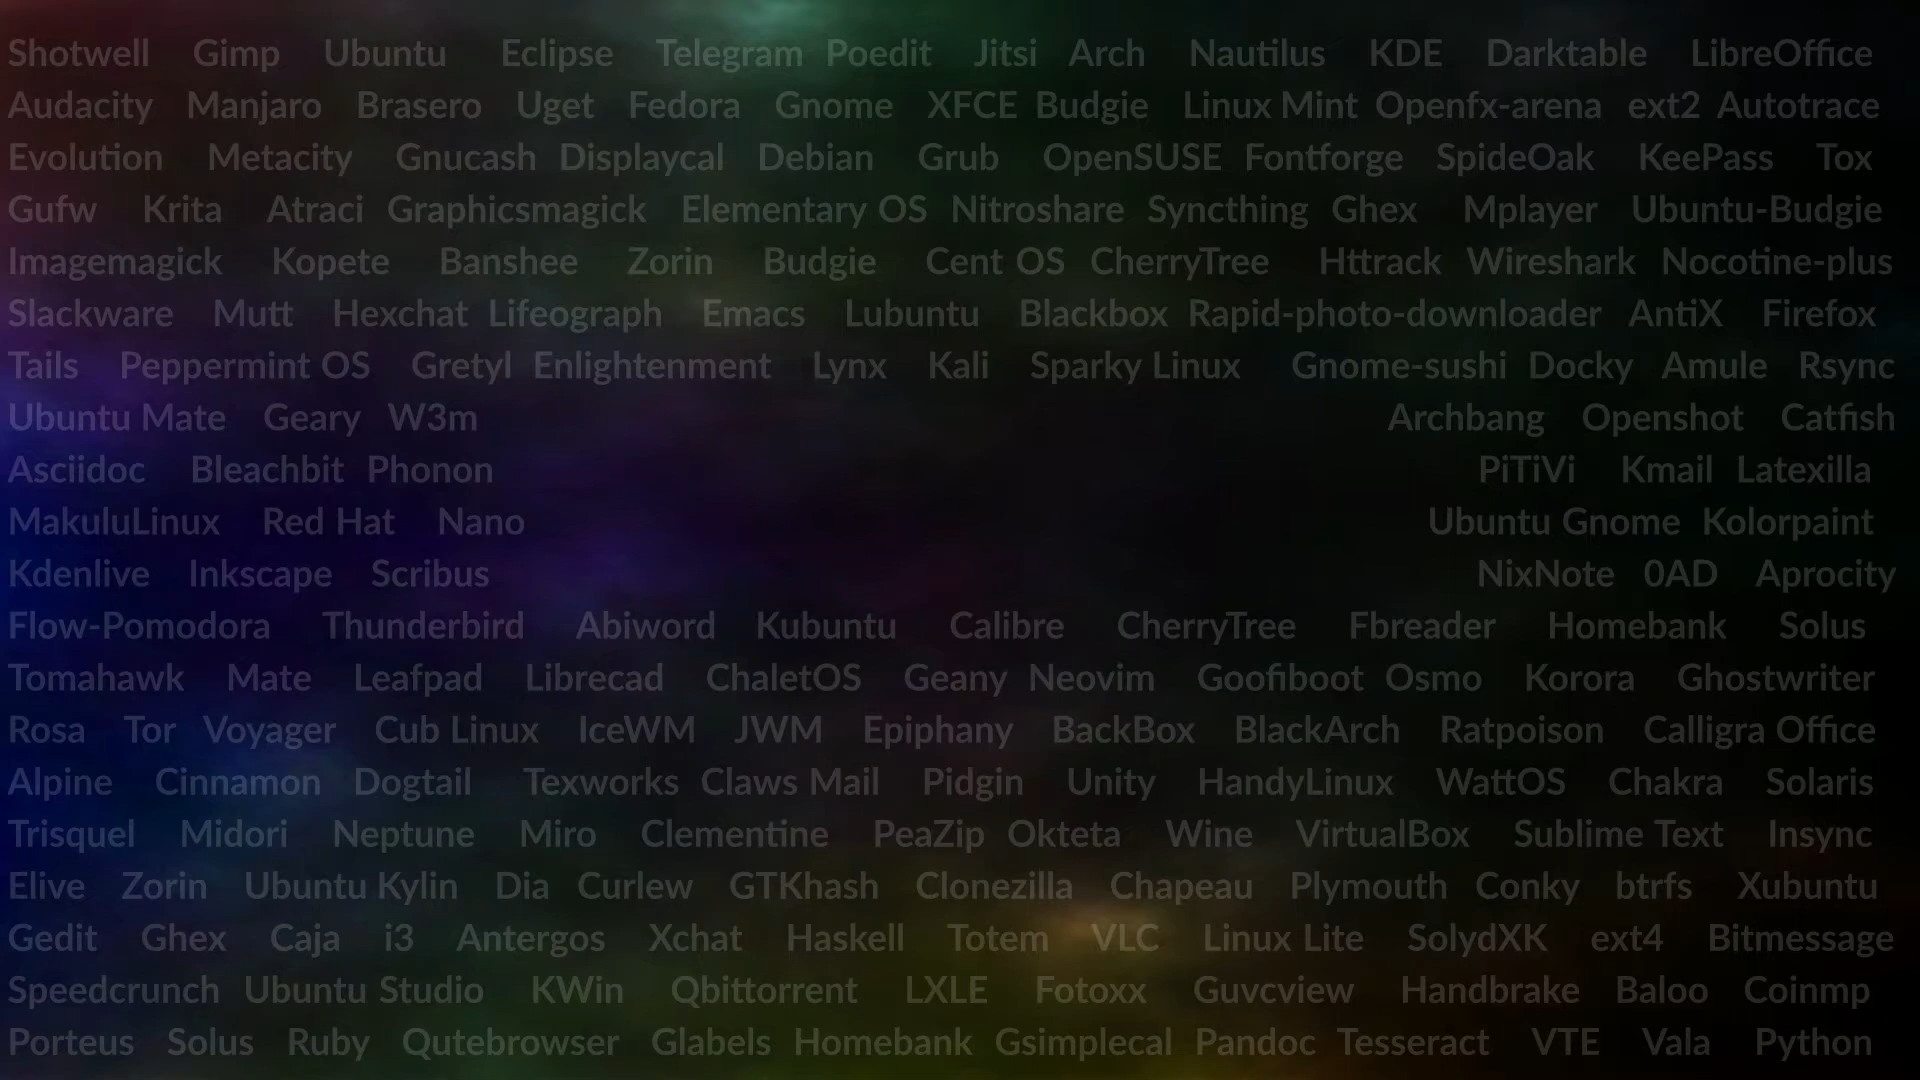 Shotwell Gimp Ubuntu Eclipse Telegram Poedit Jitsi Arch Nautilus KDE Darktable LibreOffice
Audacity Manjaro Brasero Uget Fedora Gnome XFCE Budgie Linux Mint Openfx-arena ext2 Autotrace
Evolution Metacity Gnucash Displaycal Debian Grub OpenSUSE Fontforge SpideOak KeePass Tox
Gufw Krita Atraci Graphicsmagick Elementary OS Nitroshare Syncthing Ghex Mplayer Ubuntu-Budgie
Imagemagick Kopete Banshee Zorin Budgie Cent OS CherryTree Httrack Wireshark Nocotine-plus
Slackware Mutt Hexchat Lifeograph Emacs Lubuntu Blackbox Rapid-photo-downloader AntiX Firefox
Tails Peppermint OS Gretyl Enlightenment Lynx Kali Sparky Linux Gnome-sushi Docky Amule Rsync
Ubuntu Mate Geary W3m Archbang Openshot Catfish
Asciidoc Bleachbit Phonon PiTiVi Kmail Latexilla
MakuluLinux Red Hat Nano Ubuntu Gnome Kolorpaint
Kdenlive Inkscape Scribus NixNote 0AD Aprocity
Flow-Pomodora Thunderbird Abiword Kubuntu Calibre CherryTree Fbreader Homebank Solus
Tomahawk Mate Leafpad Librecad ChaletOS Geany Neovim Goofiboot Osmo Korora Ghostwriter
Rosa Tor Voyager Cub Linux IceWM JWM Epiphany BackBox BlackArch Ratpoison Calligra Office
Alpine Cinnamon Dogtail Texworks Claws Mail Pidgin Unity HandyLinux WattOS Chakra Solaris
Trisquel Midori Neptune Miro Clementine PeaZip Okteta Wine VirtualBox Sublime Text Insync
Elive Zorin Ubuntu Kylin Dia Curlew GTKhash Clonezilla Chapeau Plymouth Conky btrfs Xubuntu
Gedit Ghex Caja i3 Antergos Xchat Haskell Totem VLC Linux Lite SolydXK ext4 Bitmessage
Speedcrunch Ubuntu Studio KWin Qbittorrent LXLE Fotoxx Guvcview Handbrake Baloo Coinmp
Porteus Solus Ruby Qutebrowser Glabels Homebank Gsimplecal Pandoc Tesseract VTE Vala Python